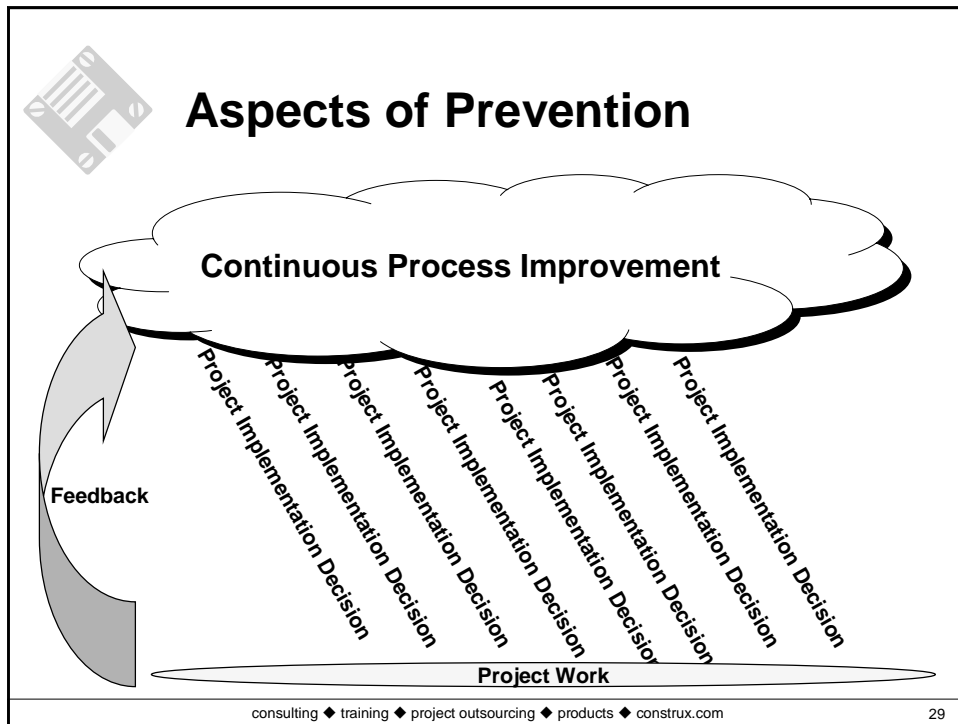 Aspects of Prevention
Continuous Process Improvement
Project Implementation Decision
Project Implementation Decision
Project Implementation Decision
Project Implementation Decision
Project Implementation Decision
Project Implementation Decision
Project Implementation Decision
Project Implementation Decision
Feedback
Project Work
consulting ◆ training ◆ project outsourcing ◆ products ◆ construx.com 29